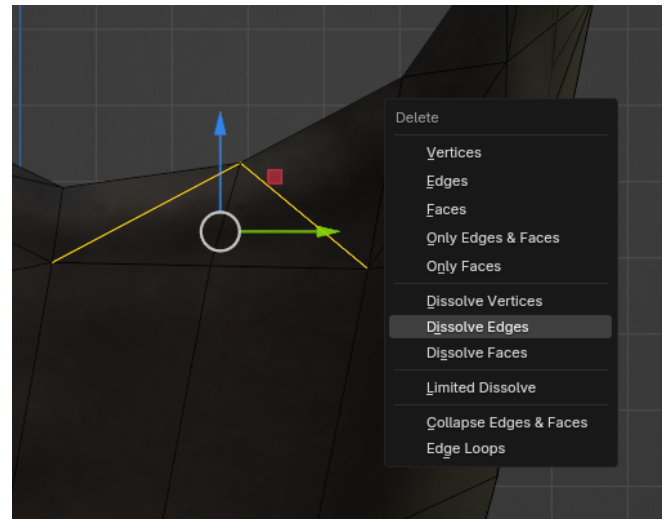 Delete
Vertices
Edges
Faces
Only Edges & Faces
Only Faces
Dissolve Vertices
Dissolve Edges
Dissolve Faces
Limited Dissolve
Collapse Edges & Faces
Edge Loops